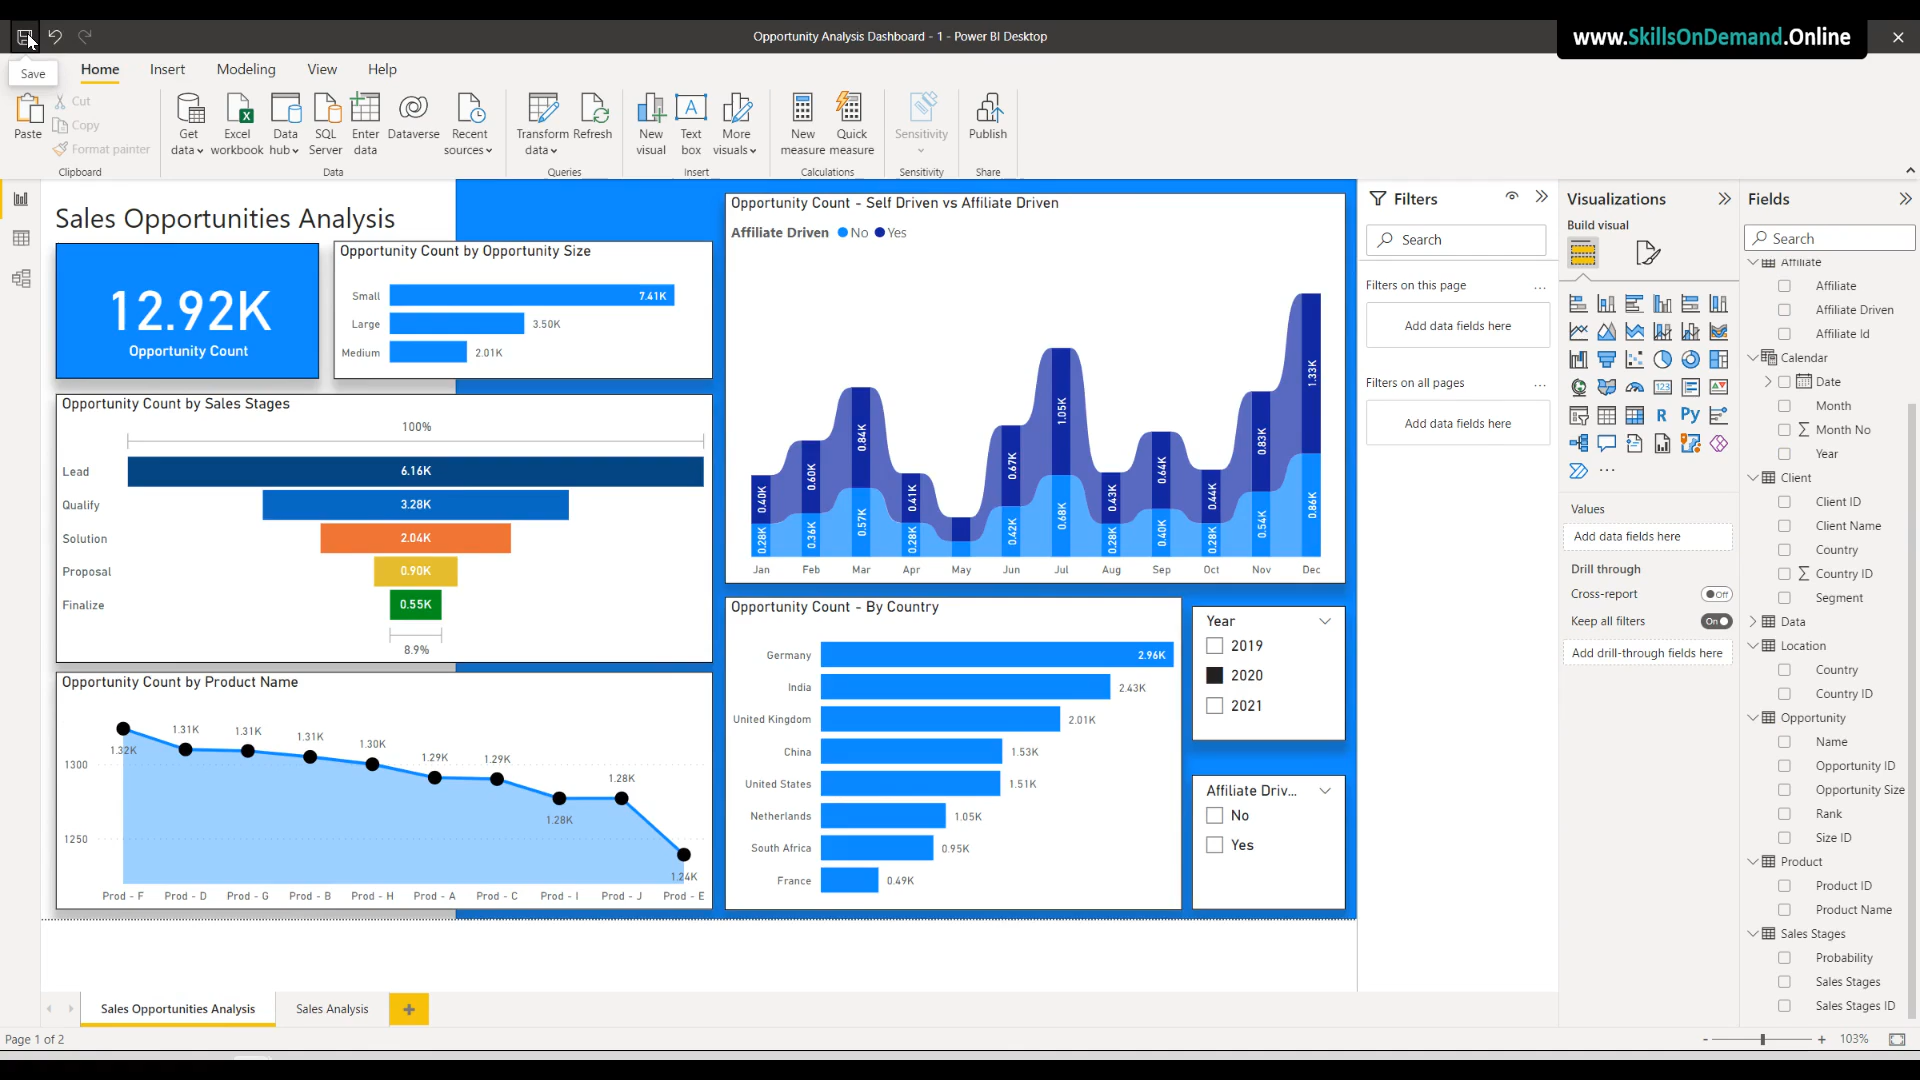 Opportunity Analysis Dashboard - 1 - Power BI Desktop
www.SkillsOnDemand.Online
Save
Home
Insert
Modeling
View
Help
Paste
Cut
Copy
Format painter
Clipboard
Get data
Excel workbook
Data hub
SQL Server
Enter data
Dataverse
Recent sources
Data
Transform data
Refresh
Queries
New visual
Text box
More visuals
Insert
New measure
Quick measure
Calculations
Sensitivity
Sensitivity
Publish
Share
Sales Opportunities Analysis
12.92K
Opportunity Count
Opportunity Count by Opportunity Size
Small 7.41K
Large 3.50K
Medium 2.01K
Opportunity Count by Sales Stages
100%
Lead 6.16K
Qualify 3.28K
Solution 2.04K
Proposal 0.90K
Finalize 0.55K
8.9%
Opportunity Count by Product Name
1300
1250
1.32K 1.31K 1.31K 1.31K 1.30K 1.29K 1.29K 1.28K 1.28K 1.24K
Prod - F Prod - D Prod - G Prod - B Prod - H Prod - A Prod - C Prod - I Prod - J Prod - E
Opportunity Count - Self Driven vs Affiliate Driven
Affiliate Driven No Yes
0.40K 0.60K 0.84K 0.41K 0.67K 1.05K 0.43K 0.64K 0.44K 0.83K 1.33K
0.28K 0.36K 0.57K 0.28K 0.42K 0.68K 0.28K 0.40K 0.28K 0.54K 0.86K
Jan Feb Mar Apr May Jun Jul Aug Sep Oct Nov Dec
Opportunity Count - By Country
Germany 2.96K
India 2.43K
United Kingdom 2.01K
China 1.53K
United States 1.51K
Netherlands 1.05K
South Africa 0.95K
France 0.49K
Year
2019
2020
2021
Affiliate Driv...
No
Yes
Filters
Search
Filters on this page ...
Add data fields here
Filters on all pages ...
Add data fields here
Visualizations
Build visual
123
R
Py
...
Values
Add data fields here
Drill through
Cross-report Off
Keep all filters On
Add drill-through fields here
Fields
Search
Affiliate
Affiliate
Affiliate Driven
Affiliate Id
Calendar
Date
Month
Month No
Year
Client
Client ID
Client Name
Country
Country ID
Segment
Data
Location
Country
Country ID
Opportunity
Name
Opportunity ID
Opportunity Size
Rank
Size ID
Product
Product ID
Product Name
Sales Stages
Probability
Sales Stages
Sales Stages ID
Sales Opportunities Analysis
Sales Analysis
Page 1 of 2
- + 103%